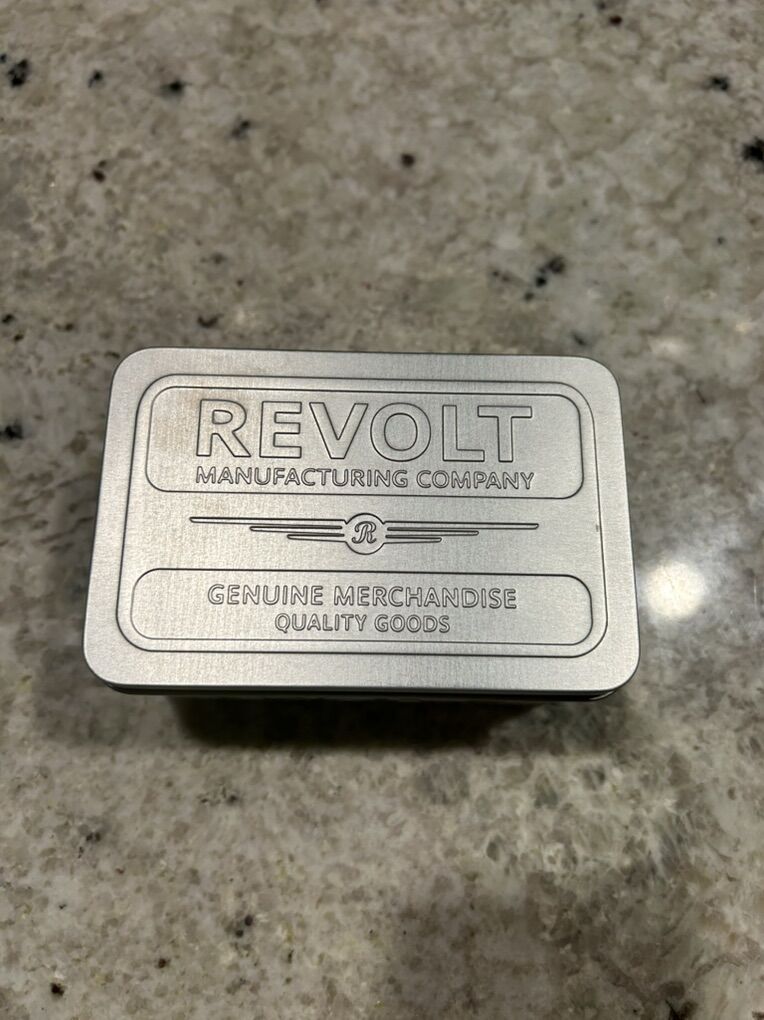 REVOLT
MANUFACTURING COMPANY
R
GENUINE MERCHANDISE
QUALITY GOODS